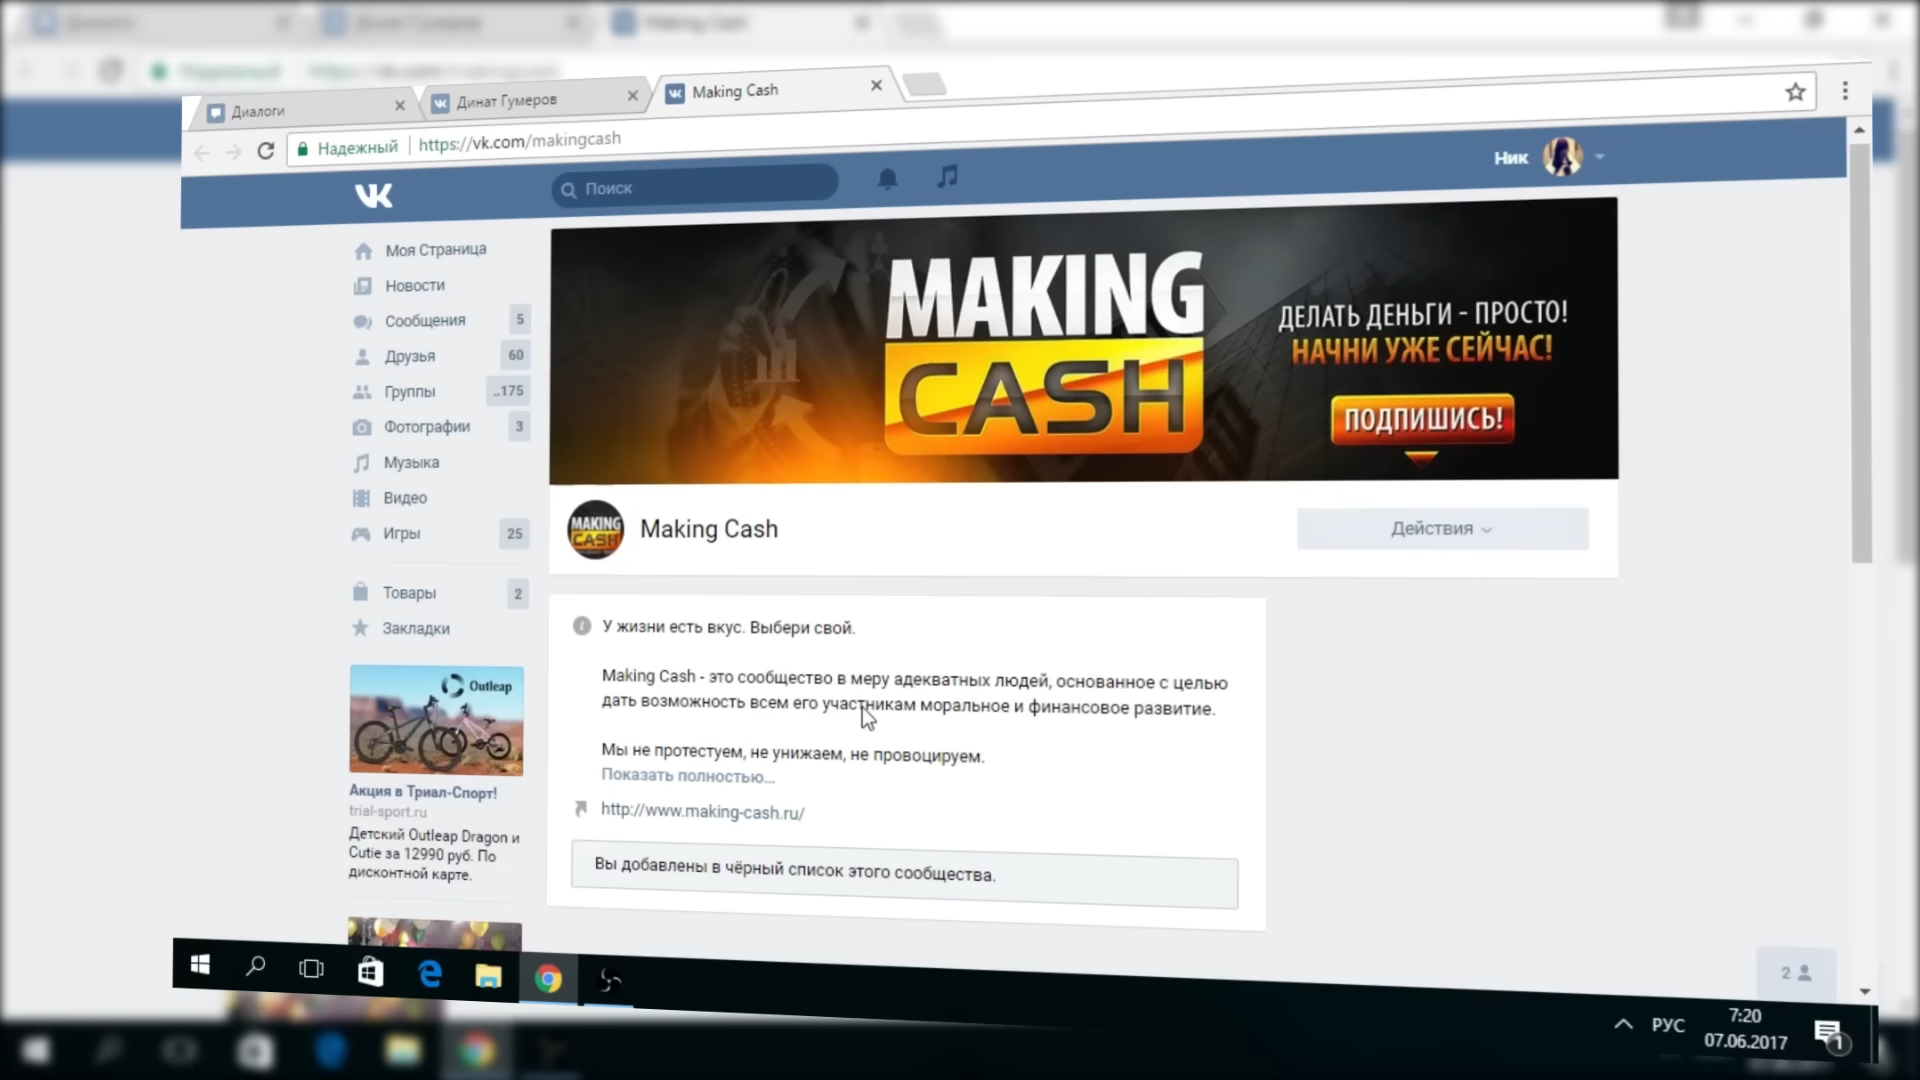 Диалоги
Динат Гумеров
Making Cash
Надежный
https://vk.com/makingcash
Поиск
Ник
Моя Страница
Новости
Сообщения 5
Друзья 60
Группы ..175
Фотографии 3
Музыка
Видео
Игры 25
Товары 2
Закладки
Outleap
Акция в Триал-Спорт!
trial-sport.ru
Детский Outleap Dragon и
Cutie за 12990 руб. По
дисконтной карте.
MAKING
CASH
ДЕЛАТЬ ДЕНЬГИ - ПРОСТО!
НАЧНИ УЖЕ СЕЙЧАС!
ПОДПИШИСЬ!
MAKING
CASH
Making Cash
Действия
У жизни есть вкус. Выбери свой.
Making Cash - это сообщество в меру адекватных людей, основанное с целью
дать возможность всем его участникам моральное и финансовое развитие.
Мы не протестуем, не унижаем, не провоцируем.
Показать полностью...
http://www.making-cash.ru/
Вы добавлены в чёрный список этого сообщества.
2
РУС
7:20
07.06.2017
1